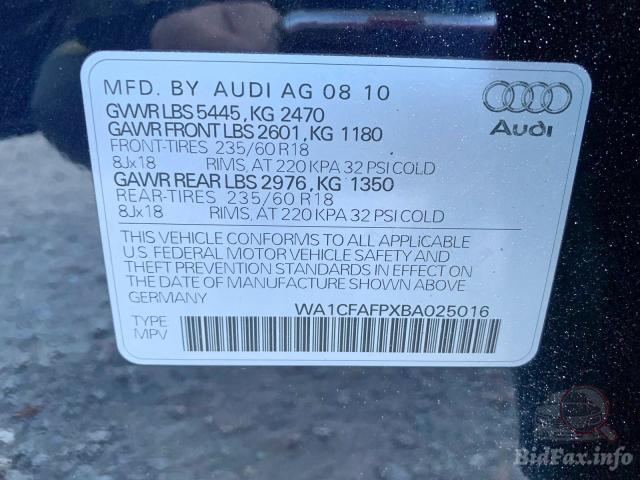 MFD. BY AUDI AG 08 10
GVWR LBS 5445, KG 2470
GAWR FRONT LBS 2601, KG 1180
FRONT-TIRES 235/60 R18
8Jx18 RIMS, AT 220 KPA 32 PSI COLD
GAWR REAR LBS 2976, KG 1350
REAR-TIRES 235/60 R18
8Jx18 RIMS, AT 220 KPA 32 PSI COLD
Audi
THIS VEHICLE CONFORMS TO ALL APPLICABLE
U.S. FEDERAL MOTOR VEHICLE SAFETY AND
THEFT PREVENTION STANDARDS IN EFFECT ON
THE DATE OF MANUFACTURE SHOWN ABOVE
GERMANY
WA1CFAFPXBA025016
TYPE
MPV
BidFax.info